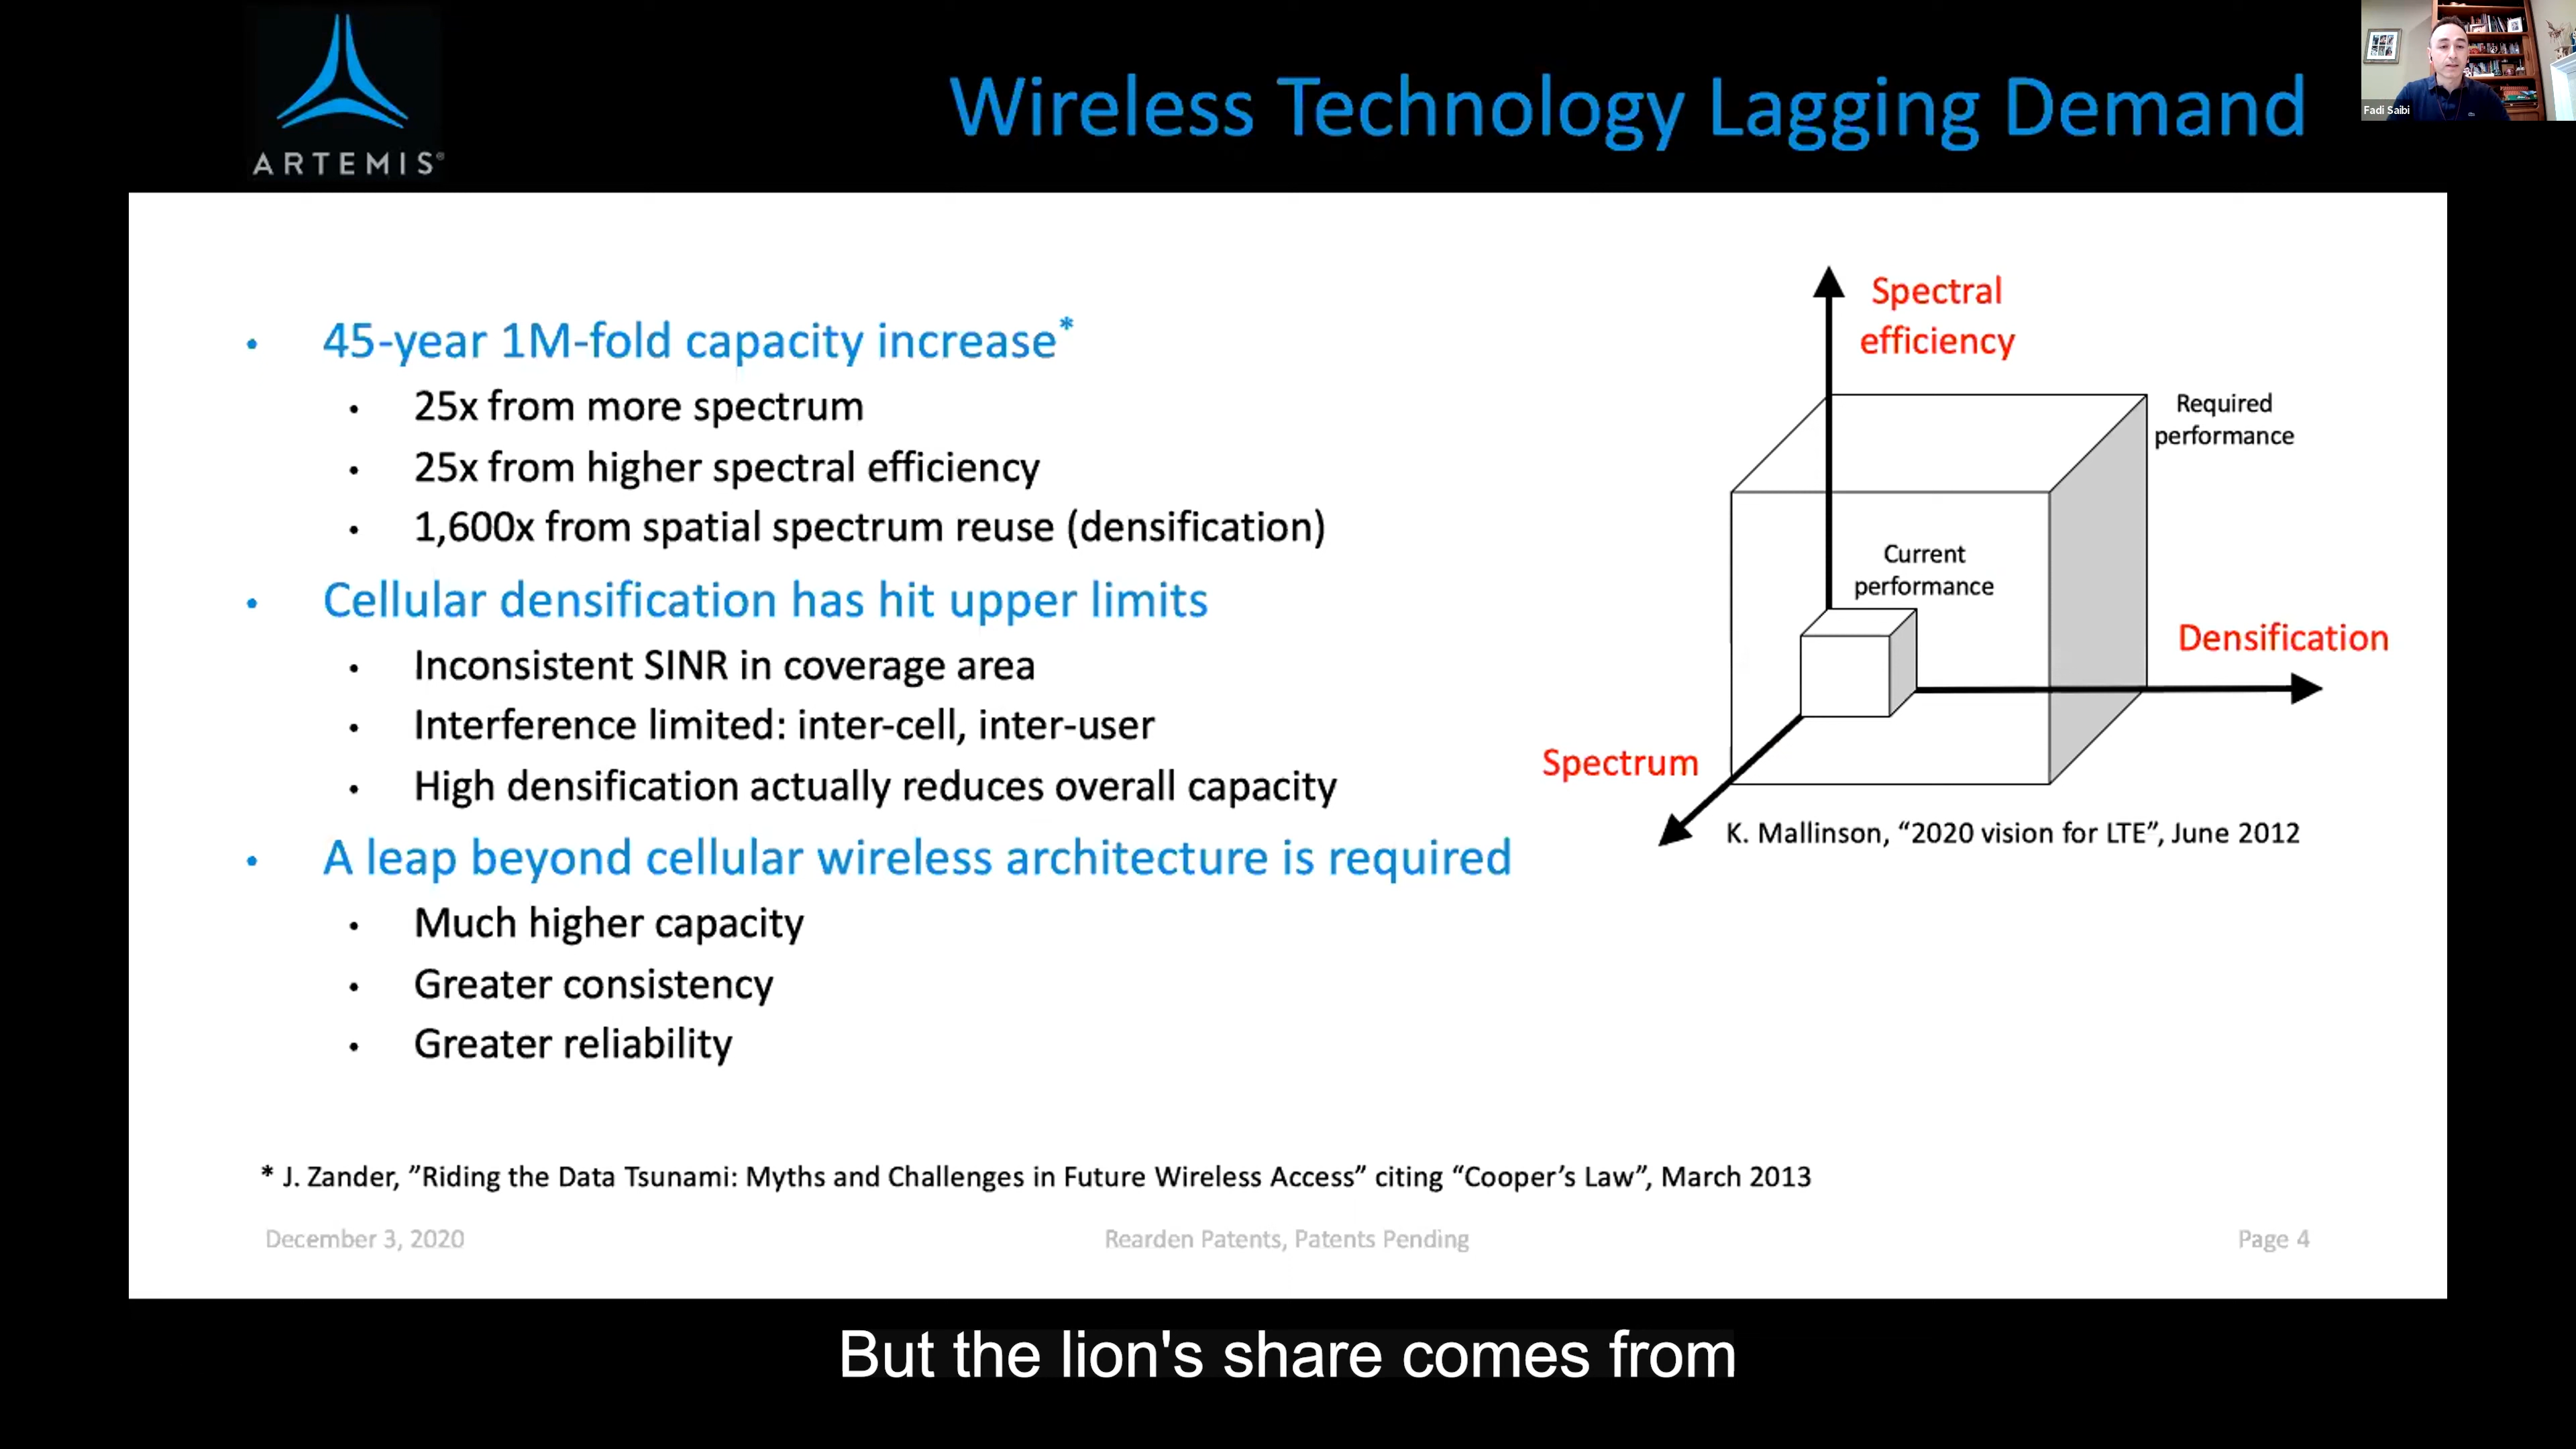 ARTEMIS®
Wireless Technology Lagging Demand
Fadi Saibi
• 45-year 1M-fold capacity increase*
• 25x from more spectrum
• 25x from higher spectral efficiency
• 1,600x from spatial spectrum reuse (densification)
• Cellular densification has hit upper limits
• Inconsistent SINR in coverage area
• Interference limited: inter-cell, inter-user
• High densification actually reduces overall capacity
• A leap beyond cellular wireless architecture is required
• Much higher capacity
• Greater consistency
• Greater reliability
Spectral
efficiency
Required
performance
Current
performance
Densification
Spectrum
K. Mallinson, “2020 vision for LTE”, June 2012
* J. Zander, ”Riding the Data Tsunami: Myths and Challenges in Future Wireless Access” citing “Cooper’s Law”, March 2013
December 3, 2020
Rearden Patents, Patents Pending
Page 4
But the lion's share comes from